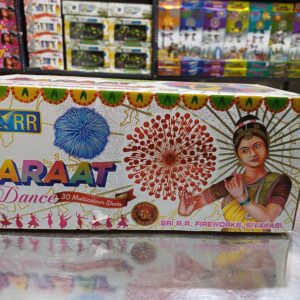 RR
ARAAT
Dance
30 Multicolour Shots
SRI R.R. FIREWORKS, SIVAKASI.